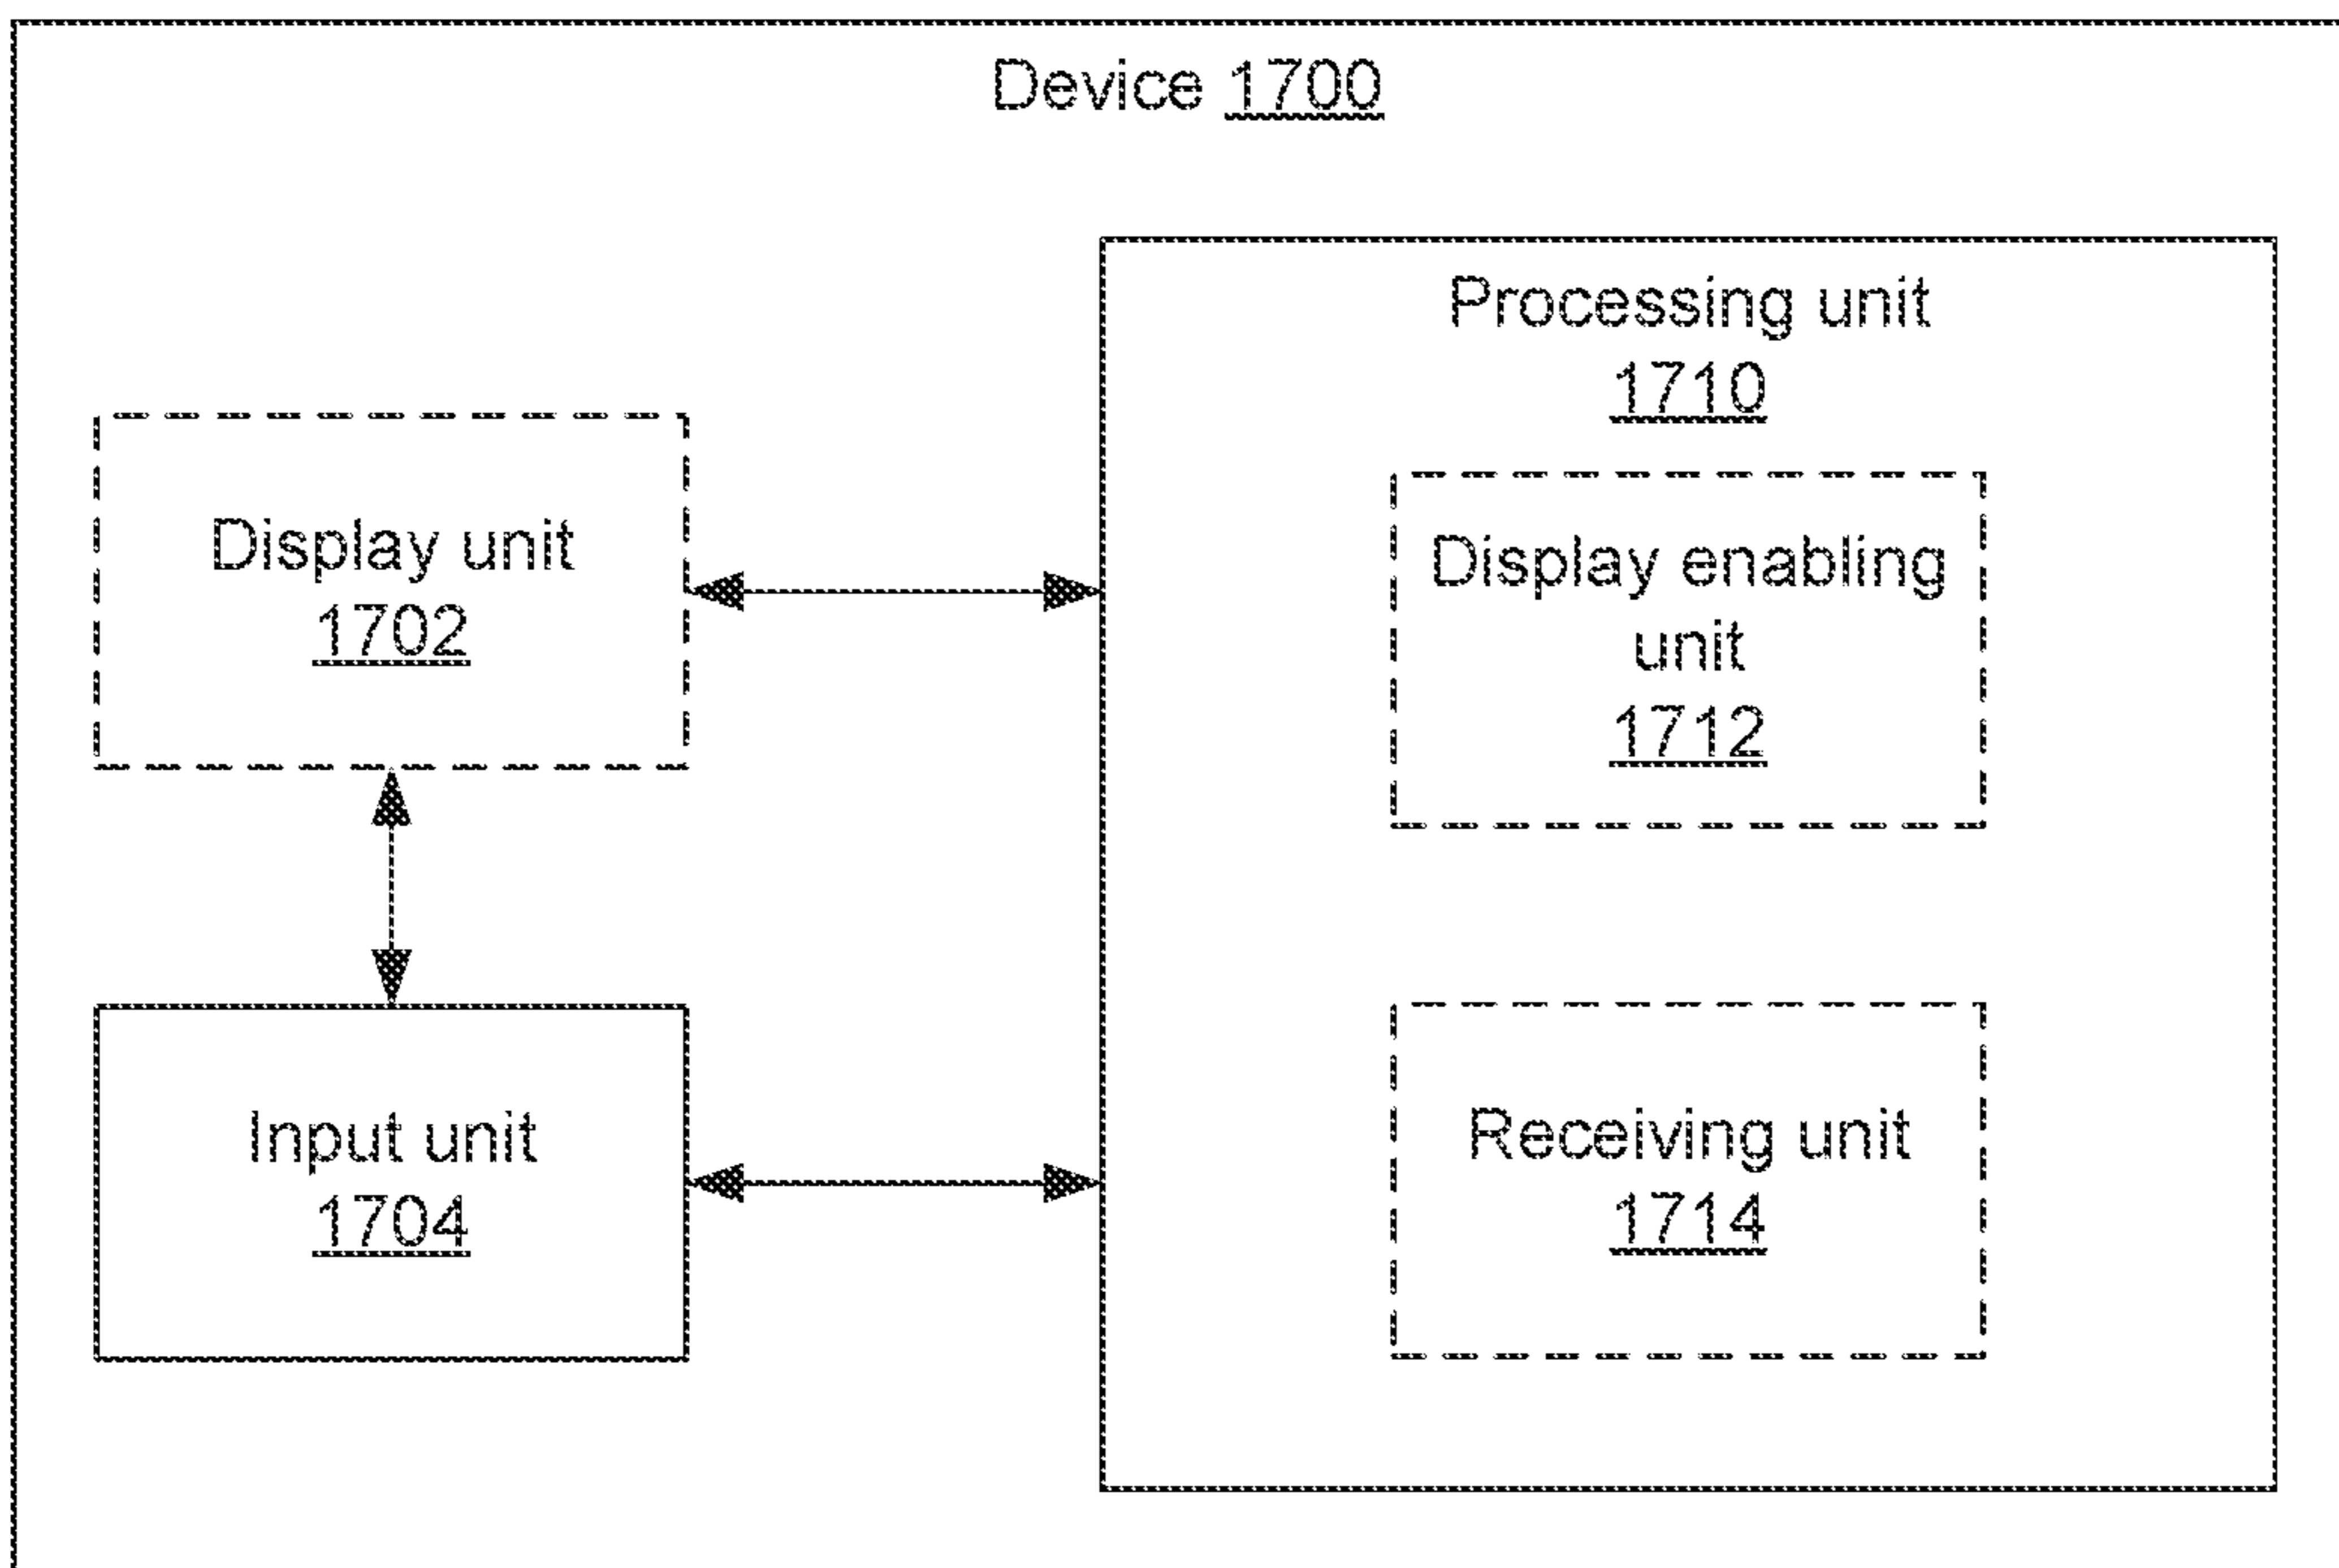 Device 1700
Processing unit
1710
Display unit
1702
Display enabling
unit
1712
Input unit
1704
Receiving unit
1714